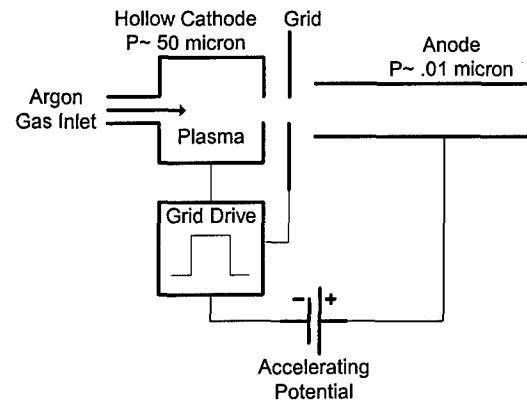 Hollow Cathode
P~ 50 micron
Grid
Anode
P~ .01 micron
Argon
Gas Inlet
Plasma
Grid Drive
- +
Accelerating
Potential